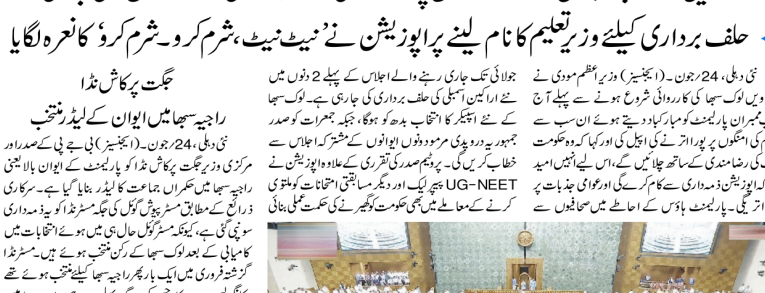 حلف برداری کیلئے وزیرِ تعلیم کا نام لینے پر اپوزیشن نے ’نیٹ نیٹ، شرم کرو۔ شرم کرو‘ کا نعرہ لگایا
نئی دہلی، 24؍جون۔ (ایجنسیز) وزیراعظم مودی نے
ویں لوک سبھا کی کارروائی شروع ہونے سے پہلے آج
ممبران پارلیمنٹ کو مبارکباد دیتے ہوئے ان سب سے
کی امنگوں پر پورا اترنے کی اپیل کی اور کہا کہ وہ حکومت
کی رضامندی کے ساتھ چلائیں گے، اس لیے انہیں امید
کہ اپوزیشن ذمہ داری سے کام کرے گی اور عوامی جذبات پر
اترے گی۔ پارلیمنٹ ہاؤس کے احاطے میں صحافیوں سے
جولائی تک جاری رہنے والے اجلاس کے پہلے 2 دنوں میں
نئے اراکین اسمبلی کی حلف برداری کی جا رہی ہے۔ لوک سبھا
کے نئے اسپیکر کا انتخاب بدھ کو ہوگا، جبکہ جمعرات کو صدر
جمہوریہ دروپدی مرمو دونوں ایوانوں کے مشترکہ اجلاس سے
خطاب کریں گی۔ پروٹیم صدر کی تقرری کے علاوہ اپوزیشن نے
UG-NEET پیپر لیک اور دیگر مسابقتی امتحانات کو ملتوی
کرنے کے معاملے میں بھی حکومت کو گھیرنے کی حکمت عملی بنائی
جگت پرکاش نڈا
راجیہ سبھا میں ایوان کے لیڈر منتخب
نئی دہلی، 24؍جون۔ (ایجنسیز) بی جے پی کے صدر اور
مرکزی وزیر جگت پرکاش نڈا کو پارلیمنٹ کے ایوان بالا یعنی
راجیہ سبھا میں حکمراں جماعت کا لیڈر بنایا گیا ہے۔ سرکاری
ذرائع کے مطابق مسٹر پیوش گوئل کی جگہ مسٹر نڈا کو یہ ذمہ داری
سونپی گئی ہے، کیونکہ مسٹر گوئل حال ہی میں ہوئے انتخابات میں
کامیابی کے بعد لوک سبھا کے رکن منتخب ہوئے ہیں۔ مسٹر نڈا
گزشتہ فروری میں ایک بار پھر راجیہ سبھا کیلئے منتخب ہوئے تھے